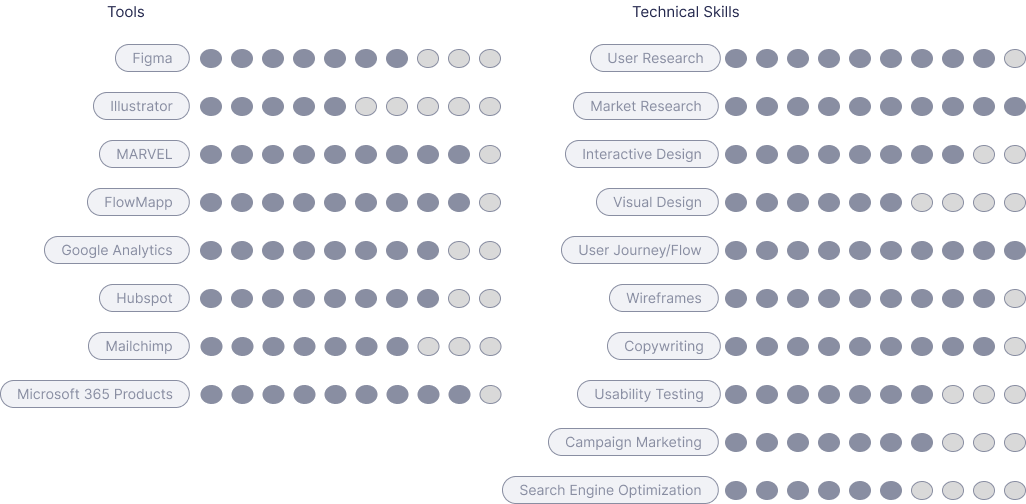 Tools
Figma
Illustrator
MARVEL
FlowMapp
Google Analytics
Hubspot
Mailchimp
Microsoft 365 Products
Technical Skills
User Research
Market Research
Interactive Design
Visual Design
User Journey/Flow
Wireframes
Copywriting
Usability Testing
Campaign Marketing
Search Engine Optimization